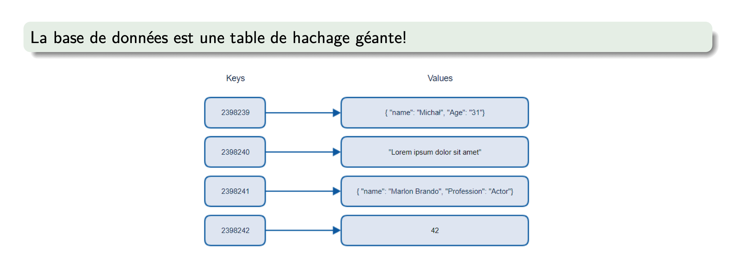 La base de données est une table de hachage géante!
Keys Values
2398239 { "name": "Michał", "Age": "31"}
2398240 "Lorem ipsum dolor sit amet"
2398241 { "name": "Marlon Brando", "Profession": "Actor"}
2398242 42